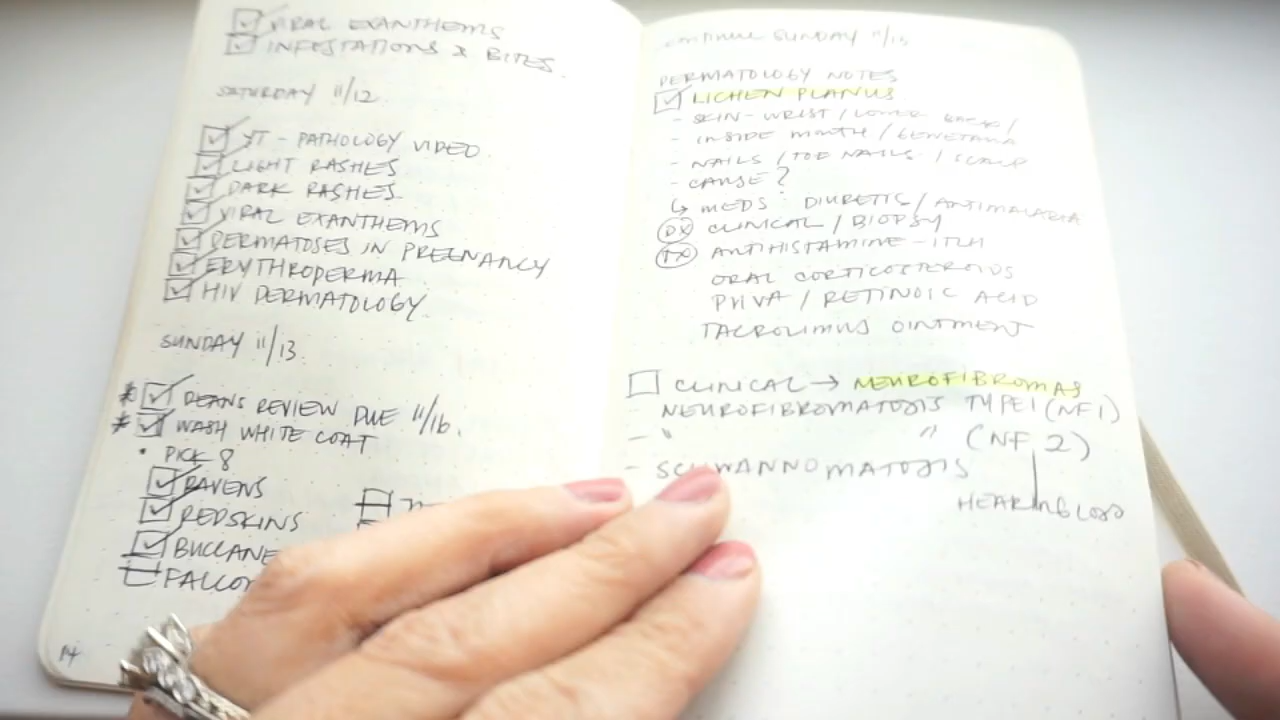 VIRAL EXANTHEMS
INFESTATIONS & BITES.
SATURDAY 11/12
YT - PATHOLOGY VIDEO
LIGHT RASHES
DARK RASHES
VIRAL EXANTHEMS
DERMATOSES IN PREGNANCY
ERYTHRODERMA
HIV DERMATOLOGY
SUNDAY 11/13
* DEANS REVIEW DUE 11/16.
* WASH WHITE COAT
• PICK 8
RAVENS
REDSKINS
BUCCANE
FALCO
14
continue SUNDAY 11/13
DERMATOLOGY NOTES
LICHEN PLANUS
- SKIN - WRIST / LOWER BACK /
- INSIDE MOUTH / GENETALIA
- NAILS / TOE NAILS / SCALP
- CAUSE?
↳ MEDS: DIURETIS / ANTIMALARIA
DX CLINICAL / BIOPSY
TX ANTIHISTAMINE - ITCH
ORAL CORTICOSTEROIDS
PUVA / RETINOIC ACID
TACROLIMUS OINTMENT
CLINICAL → NEUROFIBROMAS
NEUROFIBROMATOSIS TYPE 1 (NF1)
- " " (NF 2)
- SCHWANNOMATOSIS
HEARING LOSS